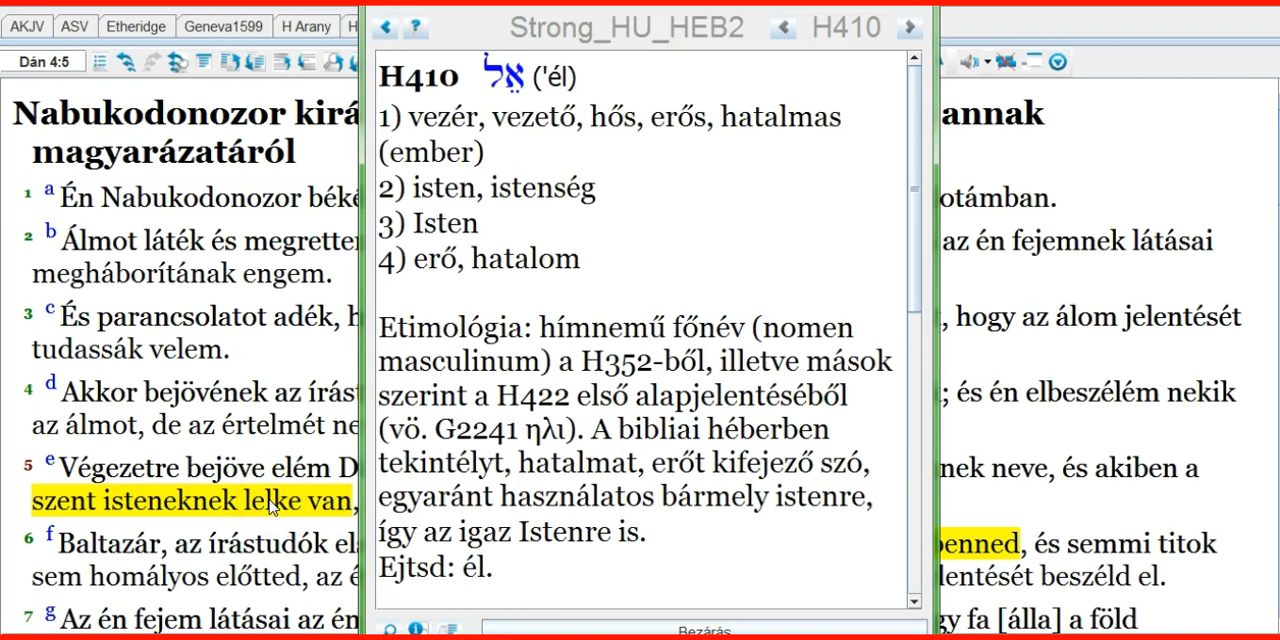 AKJV ASV Etheridge Geneva1599 H Arany H
Dán 4:5
Nabukodonozor kirá
magyarázatáról
1 a Én Nabukodonozor béké
2 b Álmot láték és megretten
megháborítának engem.
3 c És parancsolatot adék, h
tudassák velem.
4 d Akkor bejövének az írást
az álmot, de az értelmét ne
5 e Végezetre bejöve elém D
szent isteneknek lelke van,
6 f Baltazár, az írástudók els
sem homályos előtted, az é
7 g Az én fejem látásai az én
Strong_HU_HEB2 H410
H410 אֵל ('él)
1) vezér, vezető, hős, erős, hatalmas
(ember)
2) isten, istenség
3) Isten
4) erő, hatalom
Etimológia: hímnemű főnév (nomen
masculinum) a H352-ből, illetve mások
szerint a H422 első alapjelentéséből
(vö. G2241 ηλι). A bibliai héberben
tekintélyt, hatalmat, erőt kifejező szó,
egyaránt használatos bármely istenre,
így az igaz Istenre is.
Ejtsd: él.
Bezárás
annak
otámban.
az én fejemnek látásai
, hogy az álom jelentését
; és én elbeszélém nekik
nek neve, és akiben a
benned, és semmi titok
lentését beszéld el.
gy fa [álla] a föld